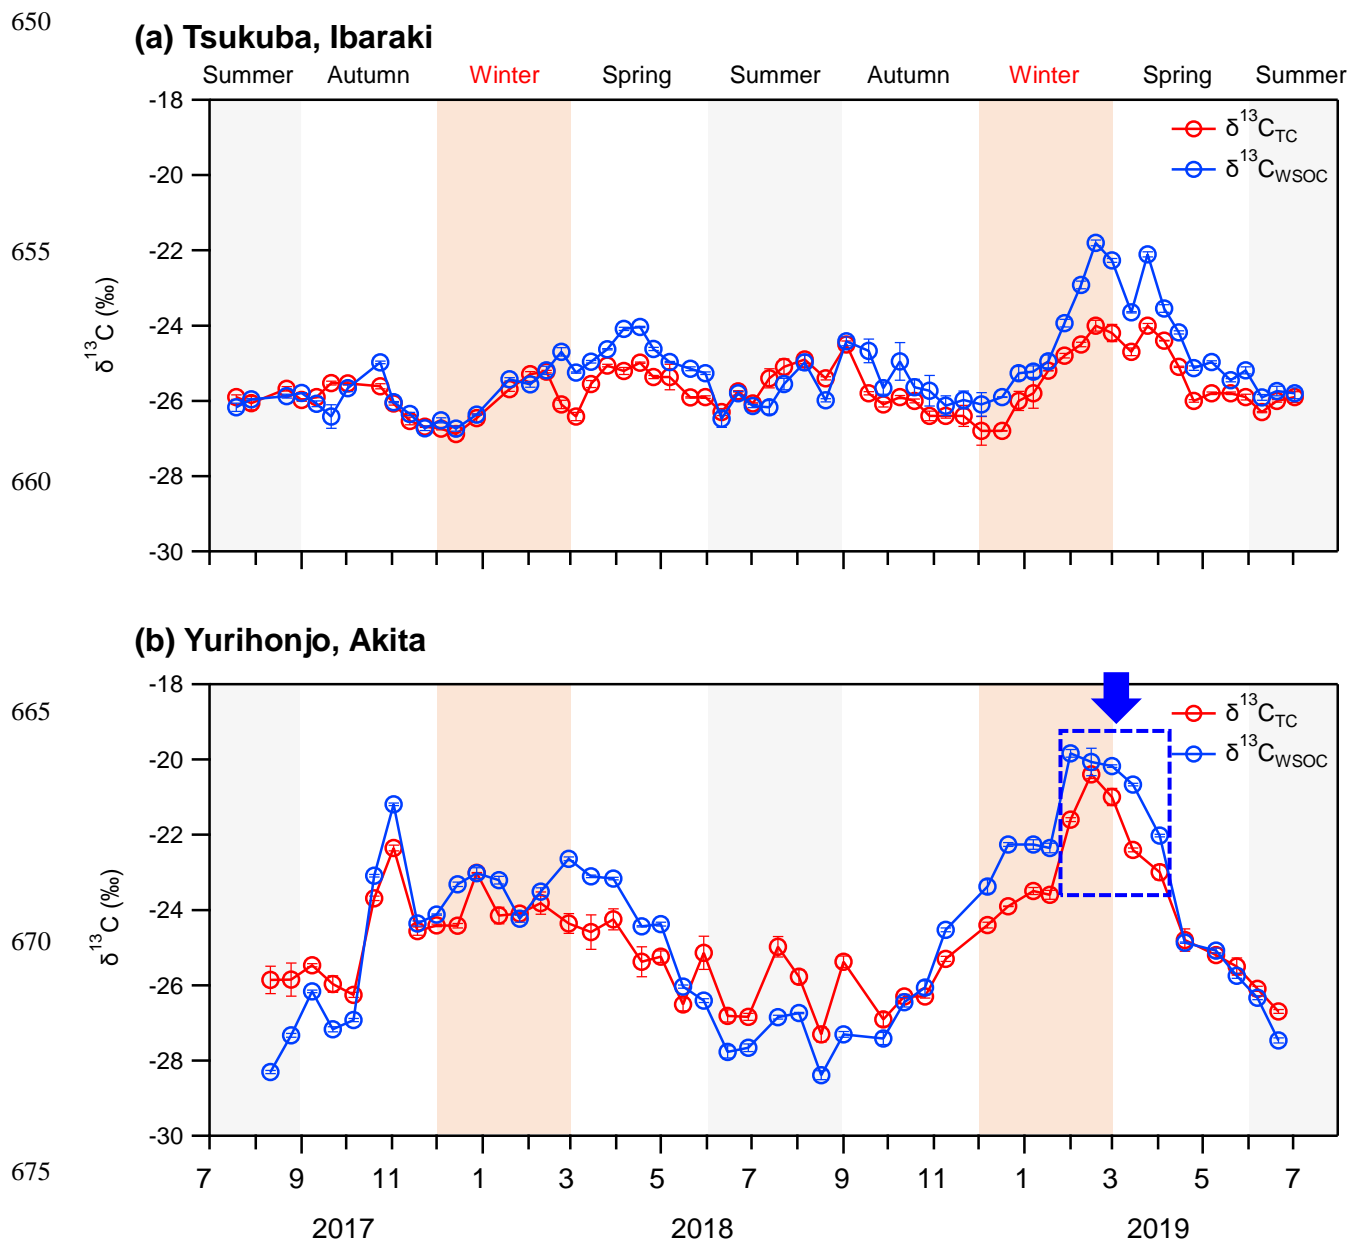 650
(a) Tsukuba, Ibaraki
Summer Autumn Winter Spring Summer Autumn Winter Spring Summer
-18
δ13CTC
-20
δ13CWSOC
655
-22
-24
δ13C (‰)
-26
660
-28
-30
(b) Yurihonjo, Akita
665
-18
δ13CTC
-20
δ13CWSOC
-22
-24
670
δ13C (‰)
-26
-28
-30
675
7 9 11 1 3 5 7 9 11 1 3 5 7
2017 2018 2019